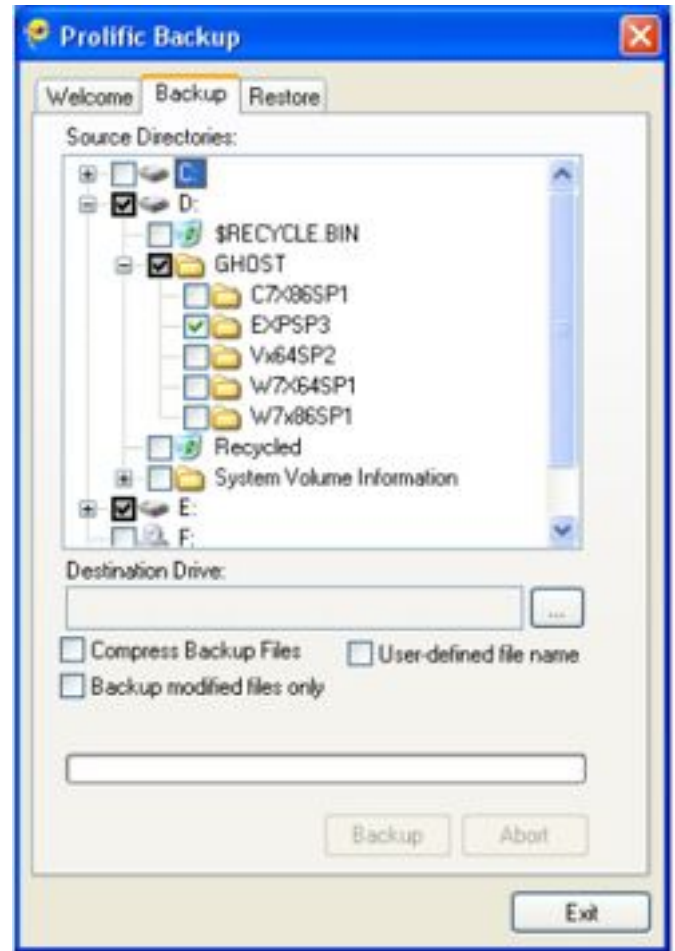 Prolific Backup
Welcome Backup Restore
Source Directories:
C:
D:
$RECYCLE.BIN
GHOST
C7X86SP1
EXPSP3
Vx64SP2
W7X64SP1
W7x86SP1
Recycled
System Volume Information
E:
F:
Destination Drive:
...
Compress Backup Files User-defined file name
Backup modified files only
Backup Abort
Exit